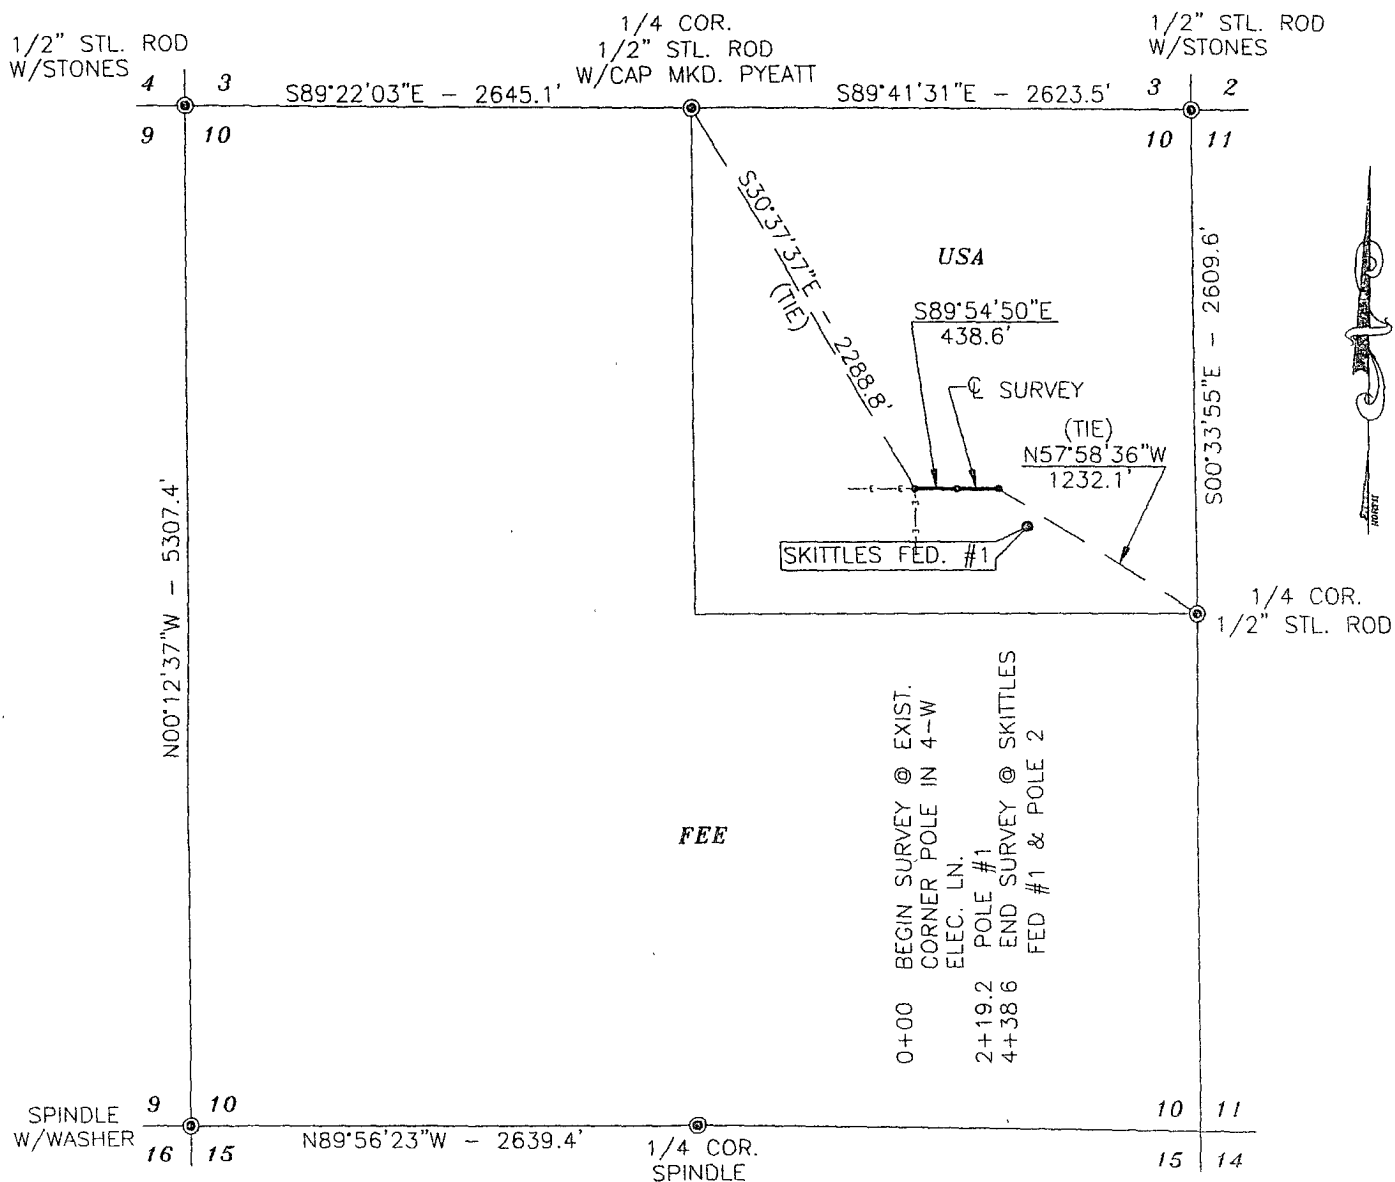 1/2" STL. ROD
W/STONES
1/4 COR.
1/2" STL. ROD
W/CAP MKD. PYEATT
1/2" STL. ROD
W/STONES
4 3
S89°22'03"E - 2645.1'
S89°41'31"E - 2623.5'
3 2
9 10
10 11
S30°37'37"E - 2288.8'
(TIE)
USA
S89°54'50"E
438.6'
℄ SURVEY
(TIE)
N57°58'36"W
1232.1'
S00°33'55"E - 2609.6'
NORTH
SKITTLES FED. #1
N00°12'37"W - 5307.4'
1/4 COR.
1/2" STL. ROD
FEE
0+00 BEGIN SURVEY @ EXIST.
CORNER POLE IN 4-W
ELEC. LN.
2+19.2 POLE #1
4+38 6 END SURVEY @ SKITTLES
FED #1 & POLE 2
SPINDLE
W/WASHER
9 10
N89°56'23"W - 2639.4'
16 15
1/4 COR.
SPINDLE
10 11
15 14